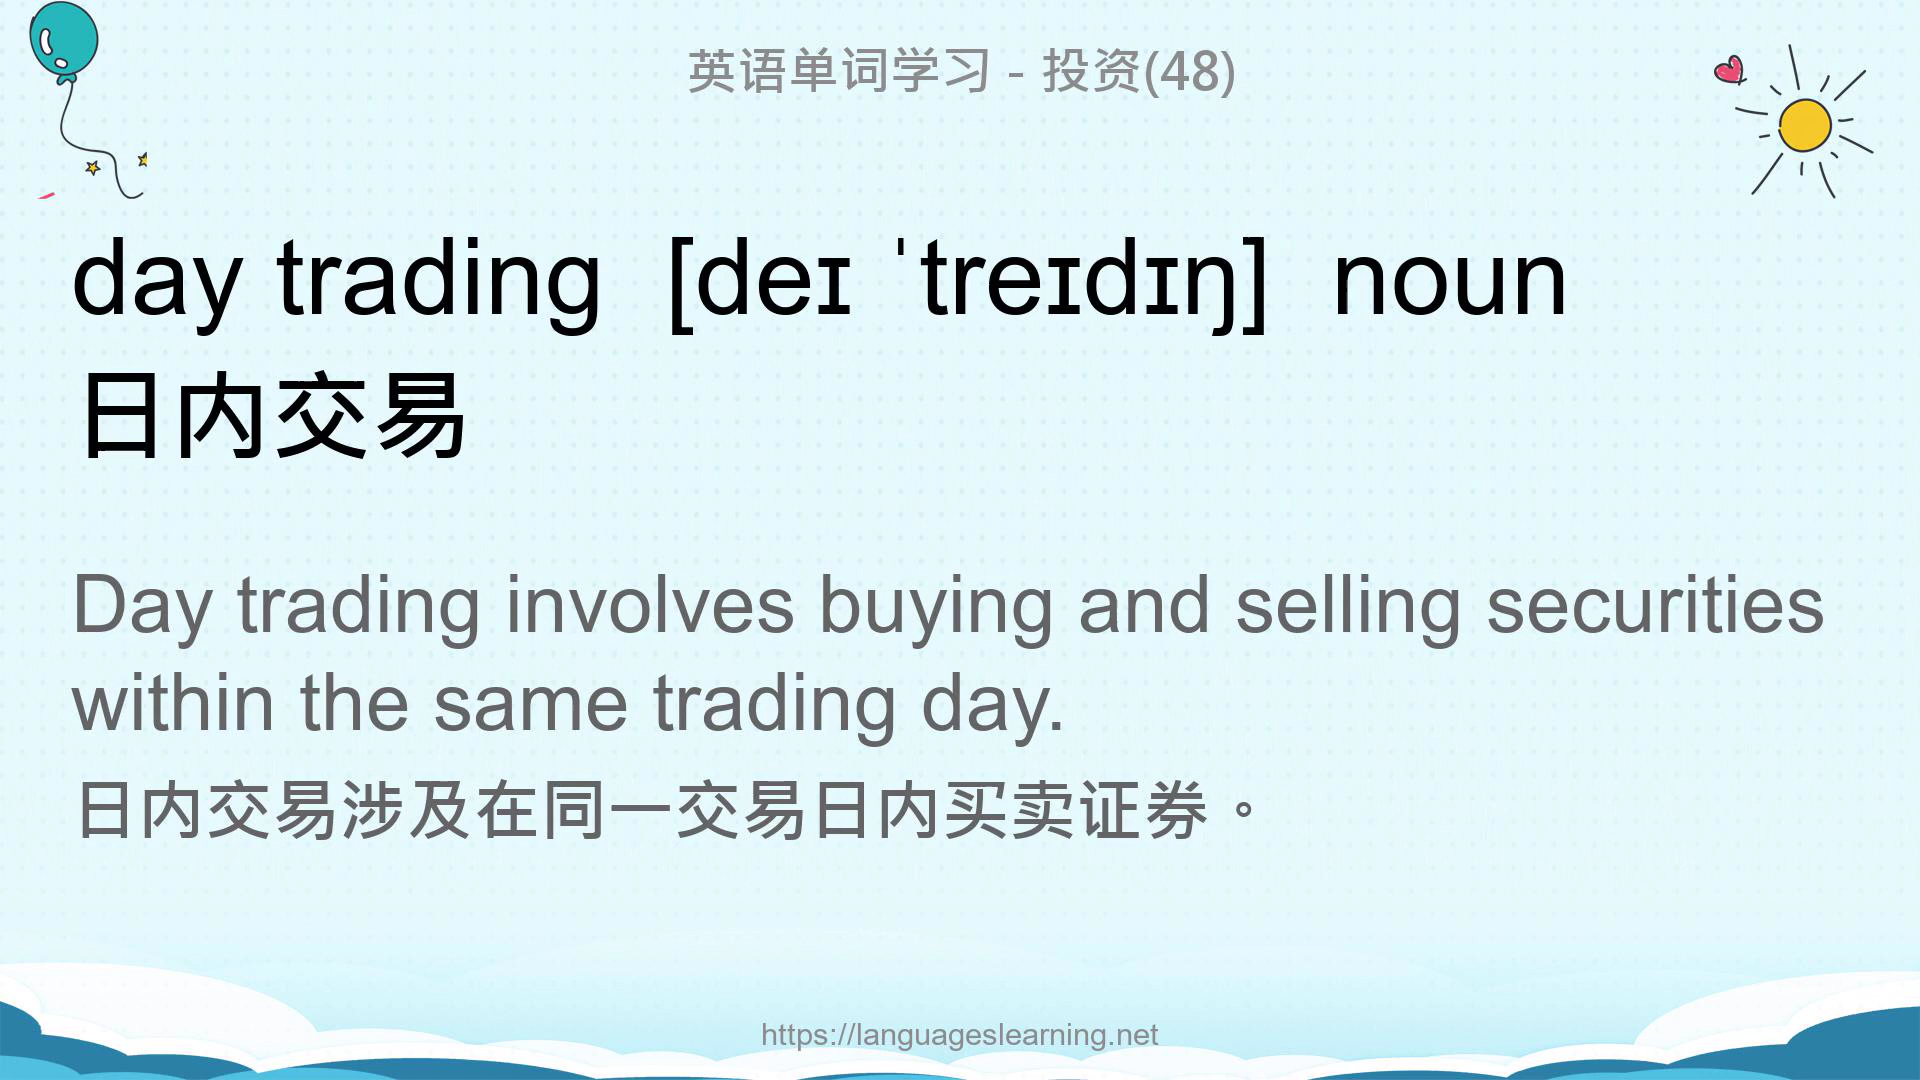 英语单词学习 - 投资(48)
day trading [deɪ ˈtreɪdɪŋ] noun
日内交易
Day trading involves buying and selling securities
within the same trading day.
日内交易涉及在同一交易日内买卖证券。
https://languageslearning.net